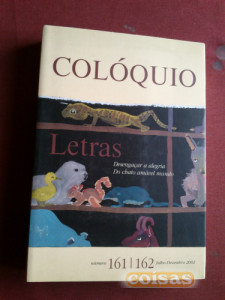 COLÓQUIO
Letras
Desengaçar a alegria
Do chato amável mundo
número 161|162 Julho-Dezembro 2002
coisas